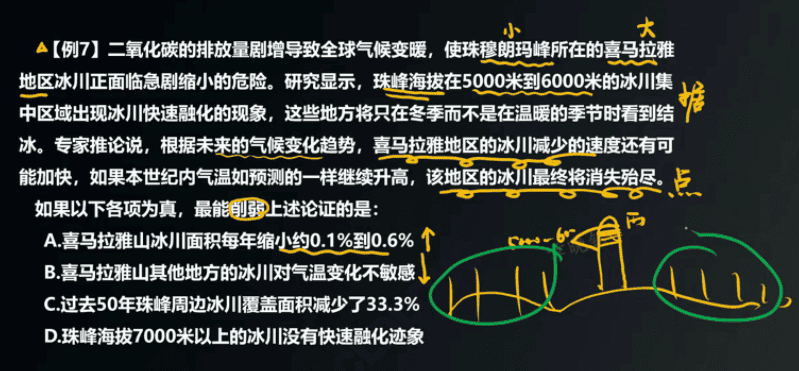 小 大
【例7】二氧化碳的排放量剧增导致全球气候变暖，使珠穆朗玛峰所在的喜马拉雅
地区冰川正面临急剧缩小的危险。研究显示，珠峰海拔在5000米到6000米的冰川集
中区域出现冰川快速融化的现象，这些地方将只在冬季而不是在温暖的季节时看到结
据
冰。专家推论说，根据未来的气候变化趋势，喜马拉雅地区的冰川减少的速度还有可
能加快，如果本世纪内气温如预测的一样继续升高，该地区的冰川最终将消失殆尽。
点
如果以下各项为真，最能削弱上述论证的是：
A.喜马拉雅山冰川面积每年缩小约0.1%到0.6%
B.喜马拉雅山其他地方的冰川对气温变化不敏感
C.过去50年珠峰周边冰川覆盖面积减少了33.3%
D.珠峰海拔7000米以上的冰川没有快速融化迹象